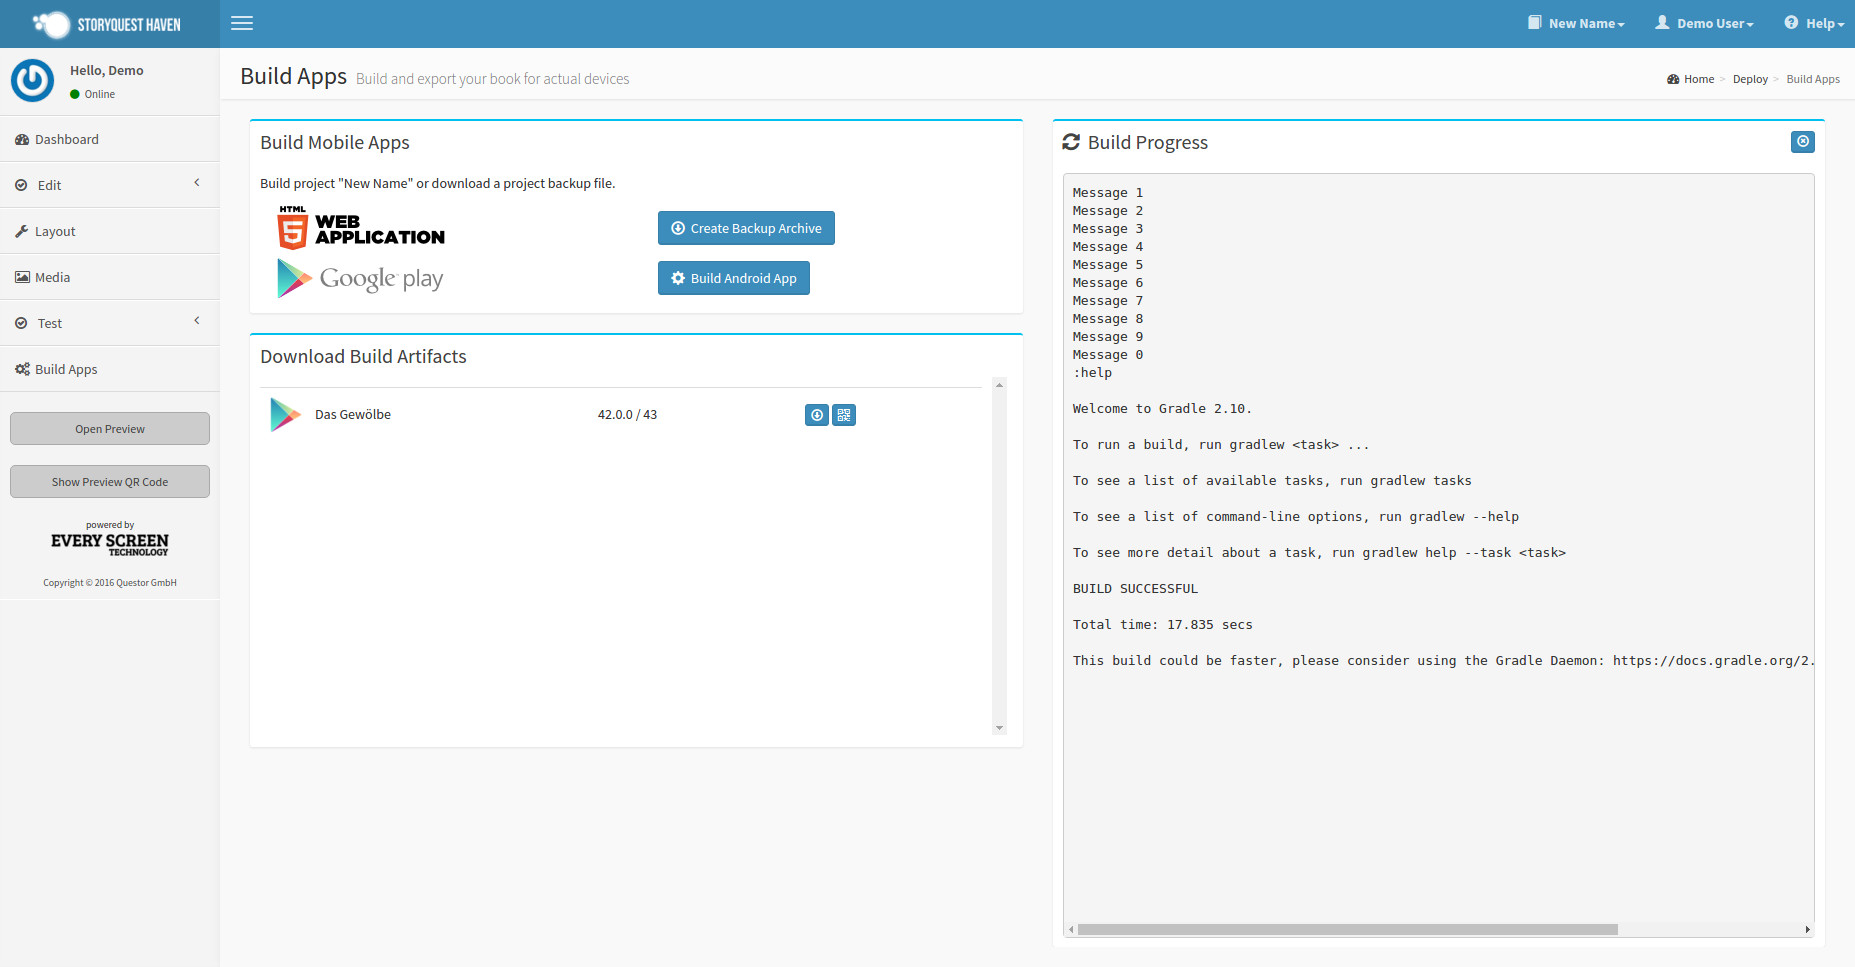 STORYQUEST HAVEN
New Name
Demo User
Help
Hello, Demo
Online
Dashboard
Edit
Layout
Media
Test
Build Apps
Open Preview
Show Preview QR Code
powered by
EVERY SCREEN
TECHNOLOGY
Copyright © 2016 Questor GmbH
Build Apps Build and export your book for actual devices
Home > Deploy > Build Apps
Build Mobile Apps
Build project "New Name" or download a project backup file.
HTML
5
WEB
APPLICATION
Create Backup Archive
Google play
Build Android App
Download Build Artifacts
Das Gewölbe 42.0.0 / 43
Build Progress
Message 1
Message 2
Message 3
Message 4
Message 5
Message 6
Message 7
Message 8
Message 9
Message 0
:help
Welcome to Gradle 2.10.
To run a build, run gradlew <task> ...
To see a list of available tasks, run gradlew tasks
To see a list of command-line options, run gradlew --help
To see more detail about a task, run gradlew help --task <task>
BUILD SUCCESSFUL
Total time: 17.835 secs
This build could be faster, please consider using the Gradle Daemon: https://docs.gradle.org/2.